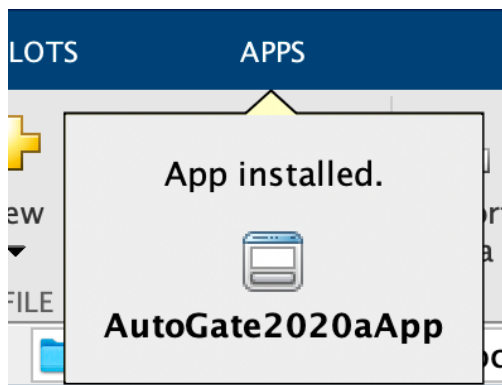 LOTS APPS
App installed.
ew
AutoGate2020aApp
FILE